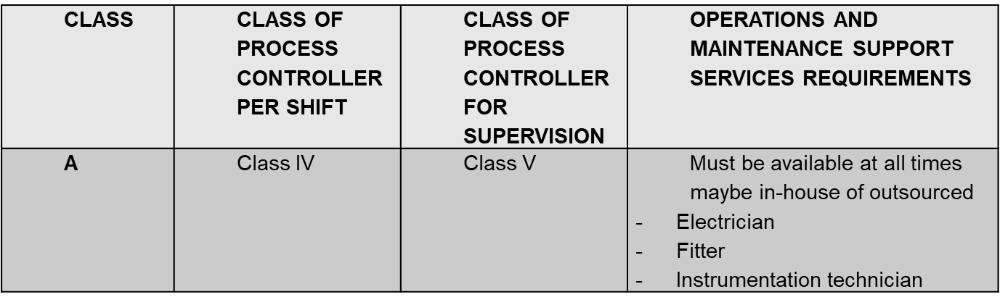 CLASS
CLASS OF
PROCESS
CONTROLLER
PER SHIFT
CLASS OF
PROCESS
CONTROLLER
FOR
SUPERVISION
OPERATIONS AND
MAINTENANCE SUPPORT
SERVICES REQUIREMENTS
A
Class IV
Class V
Must be available at all times
maybe in-house of outsourced
- Electrician
- Fitter
- Instrumentation technician